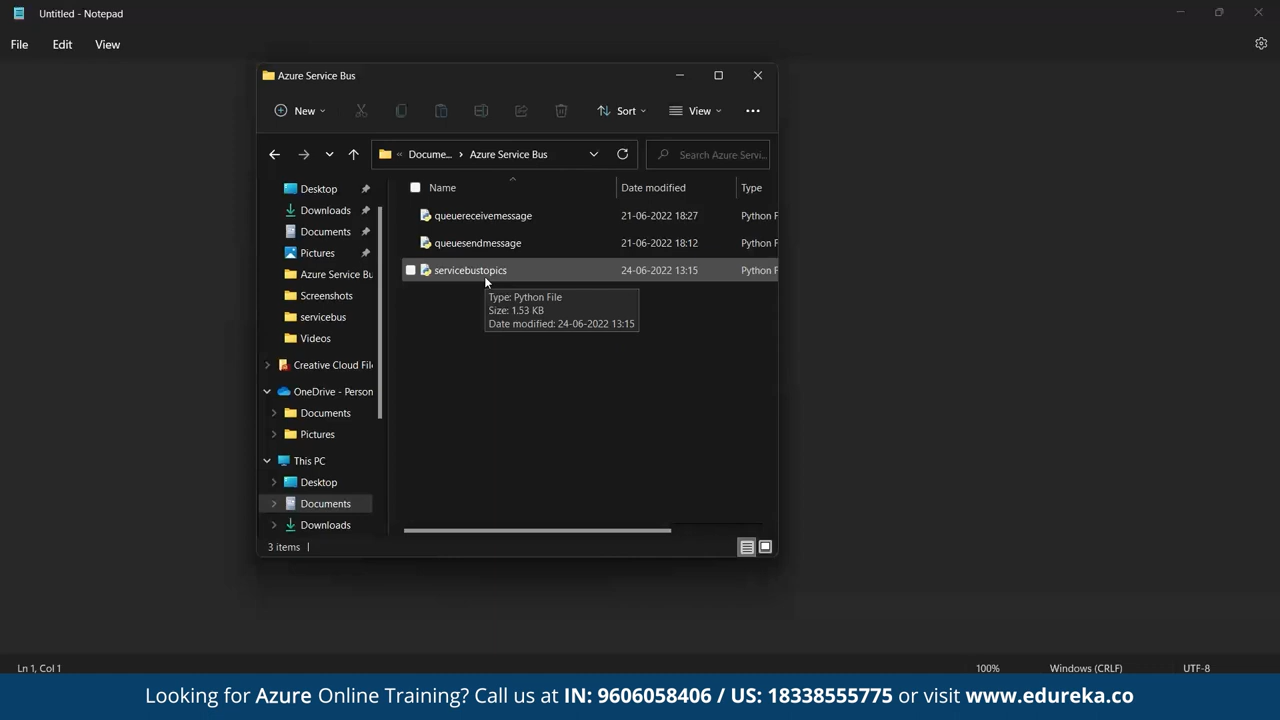 Untitled - Notepad
File Edit View
Azure Service Bus
New Sort View
« Docume... > Azure Service Bus
Search Azure Servi...
Name Date modified Type
Desktop
queuereceivemessage 21-06-2022 18:27 Python F
Downloads
Documents
queuesendmessage 21-06-2022 18:12 Python F
Pictures
Azure Service Bu
servicebustopics 24-06-2022 13:15 Python F
Type: Python File
Size: 1.53 KB
Date modified: 24-06-2022 13:15
Screenshots
servicebus
Videos
Creative Cloud File
OneDrive - Person
Documents
Pictures
This PC
Desktop
Documents
Downloads
3 items
Ln 1, Col 1 100% Windows (CRLF) UTF-8
Looking for Azure Online Training? Call us at IN: 9606058406 / US: 18338555775 or visit www.edureka.co